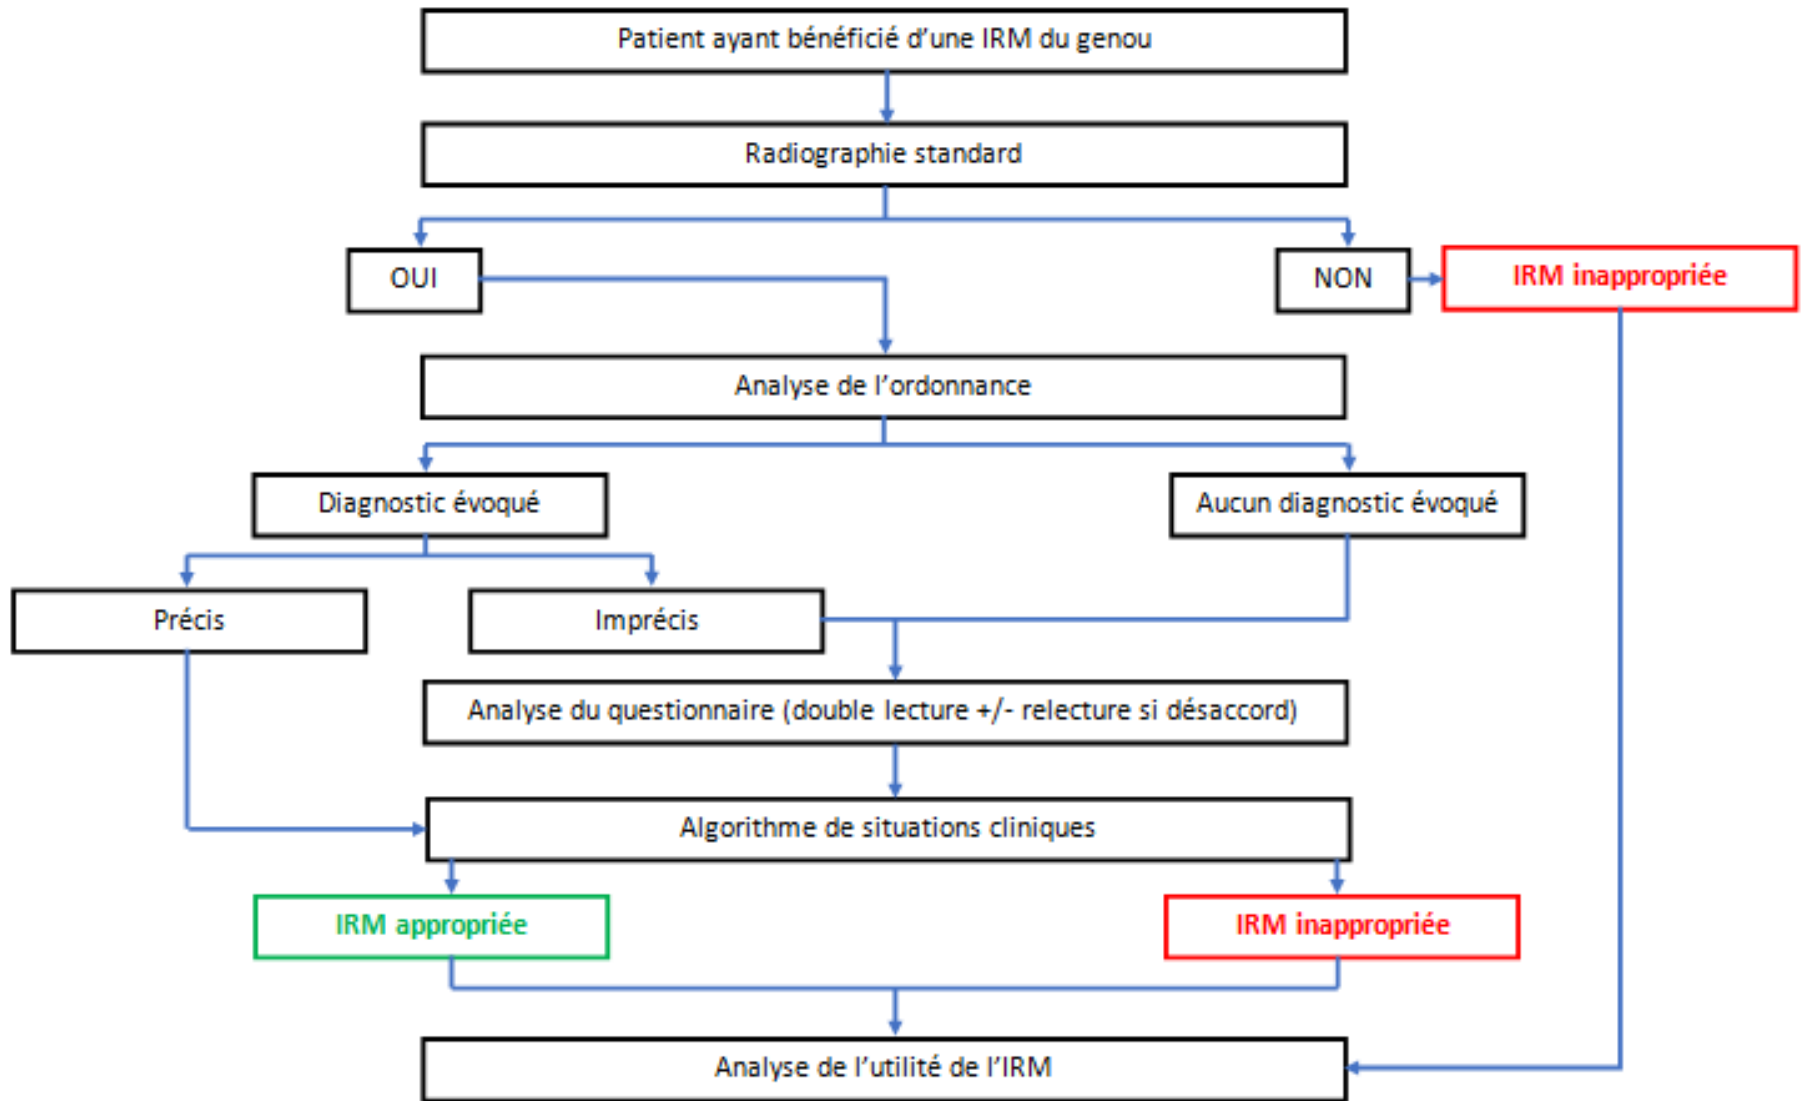 Patient ayant bénéficié d'une IRM du genou
Radiographie standard
OUI
NON
IRM inappropriée
Analyse de l'ordonnance
Diagnostic évoqué
Aucun diagnostic évoqué
Précis
Imprécis
Analyse du questionnaire (double lecture +/- relecture si désaccord)
Algorithme de situations cliniques
IRM appropriée
IRM inappropriée
Analyse de l'utilité de l'IRM